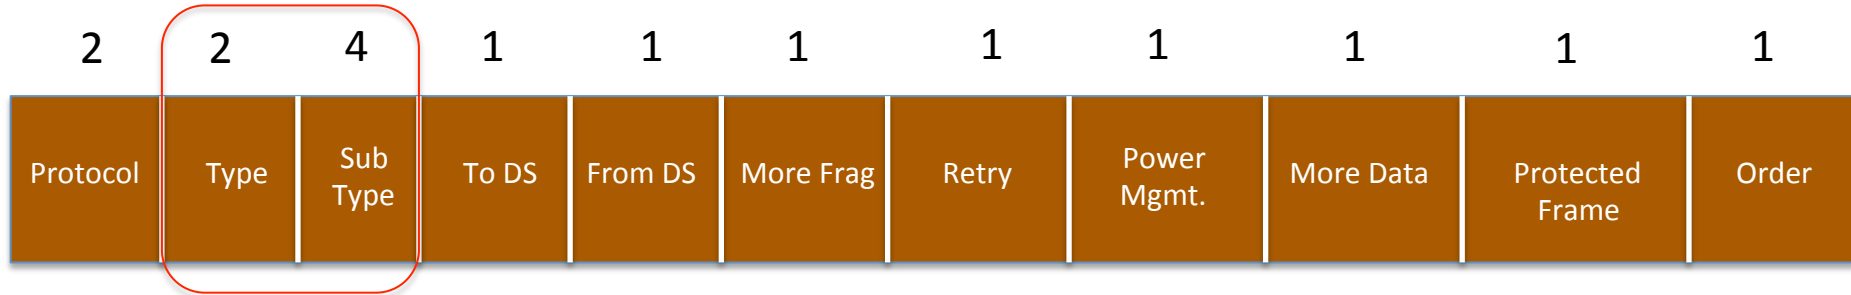 2 2 4 1 1 1 1 1 1 1 1
Protocol
Type
Sub
Type
To DS
From DS
More Frag
Retry
Power
Mgmt.
More Data
Protected
Frame
Order